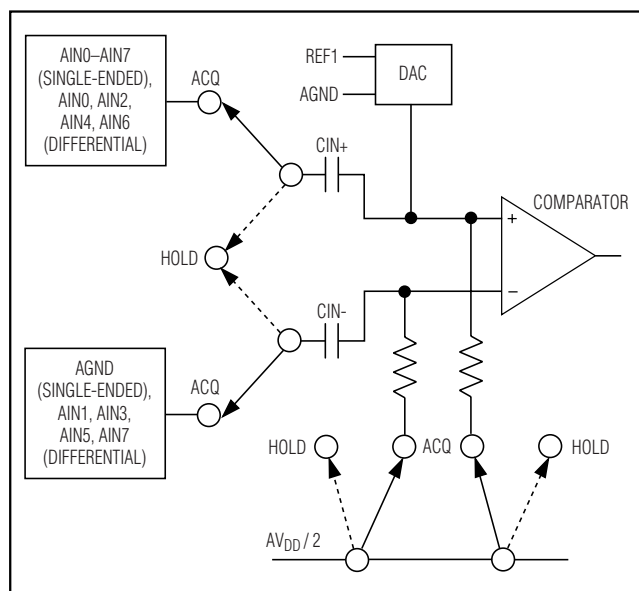 AIN0–AIN7
(SINGLE-ENDED),
AIN0, AIN2,
AIN4, AIN6
(DIFFERENTIAL)
ACQ
REF1
AGND
DAC
CIN+
COMPARATOR
+
−
HOLD
CIN-
AGND
(SINGLE-ENDED),
AIN1, AIN3,
AIN5, AIN7
(DIFFERENTIAL)
ACQ
HOLD
ACQ
HOLD
AVDD/2